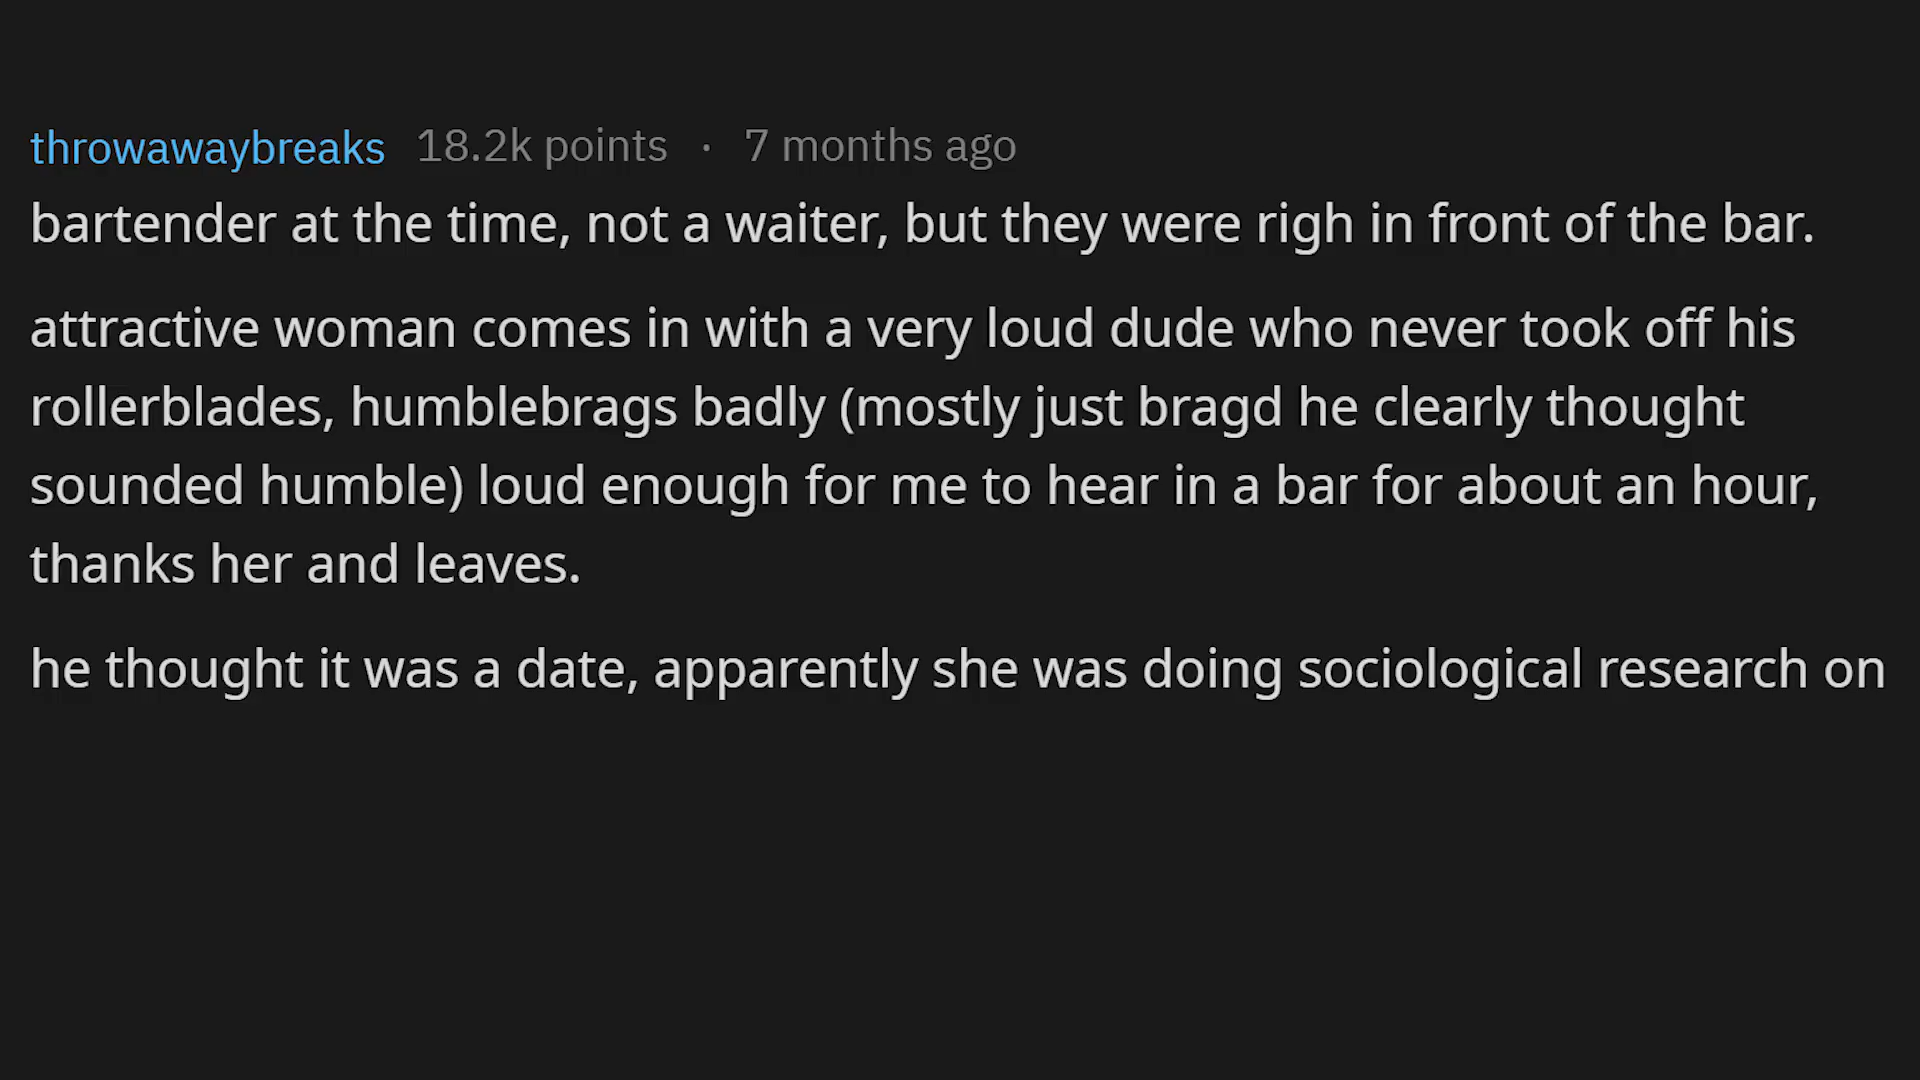 throwawaybreaks 18.2k points · 7 months ago
bartender at the time, not a waiter, but they were righ in front of the bar.
attractive woman comes in with a very loud dude who never took off his
rollerblades, humblebrags badly (mostly just bragd he clearly thought
sounded humble) loud enough for me to hear in a bar for about an hour,
thanks her and leaves.
he thought it was a date, apparently she was doing sociological research on